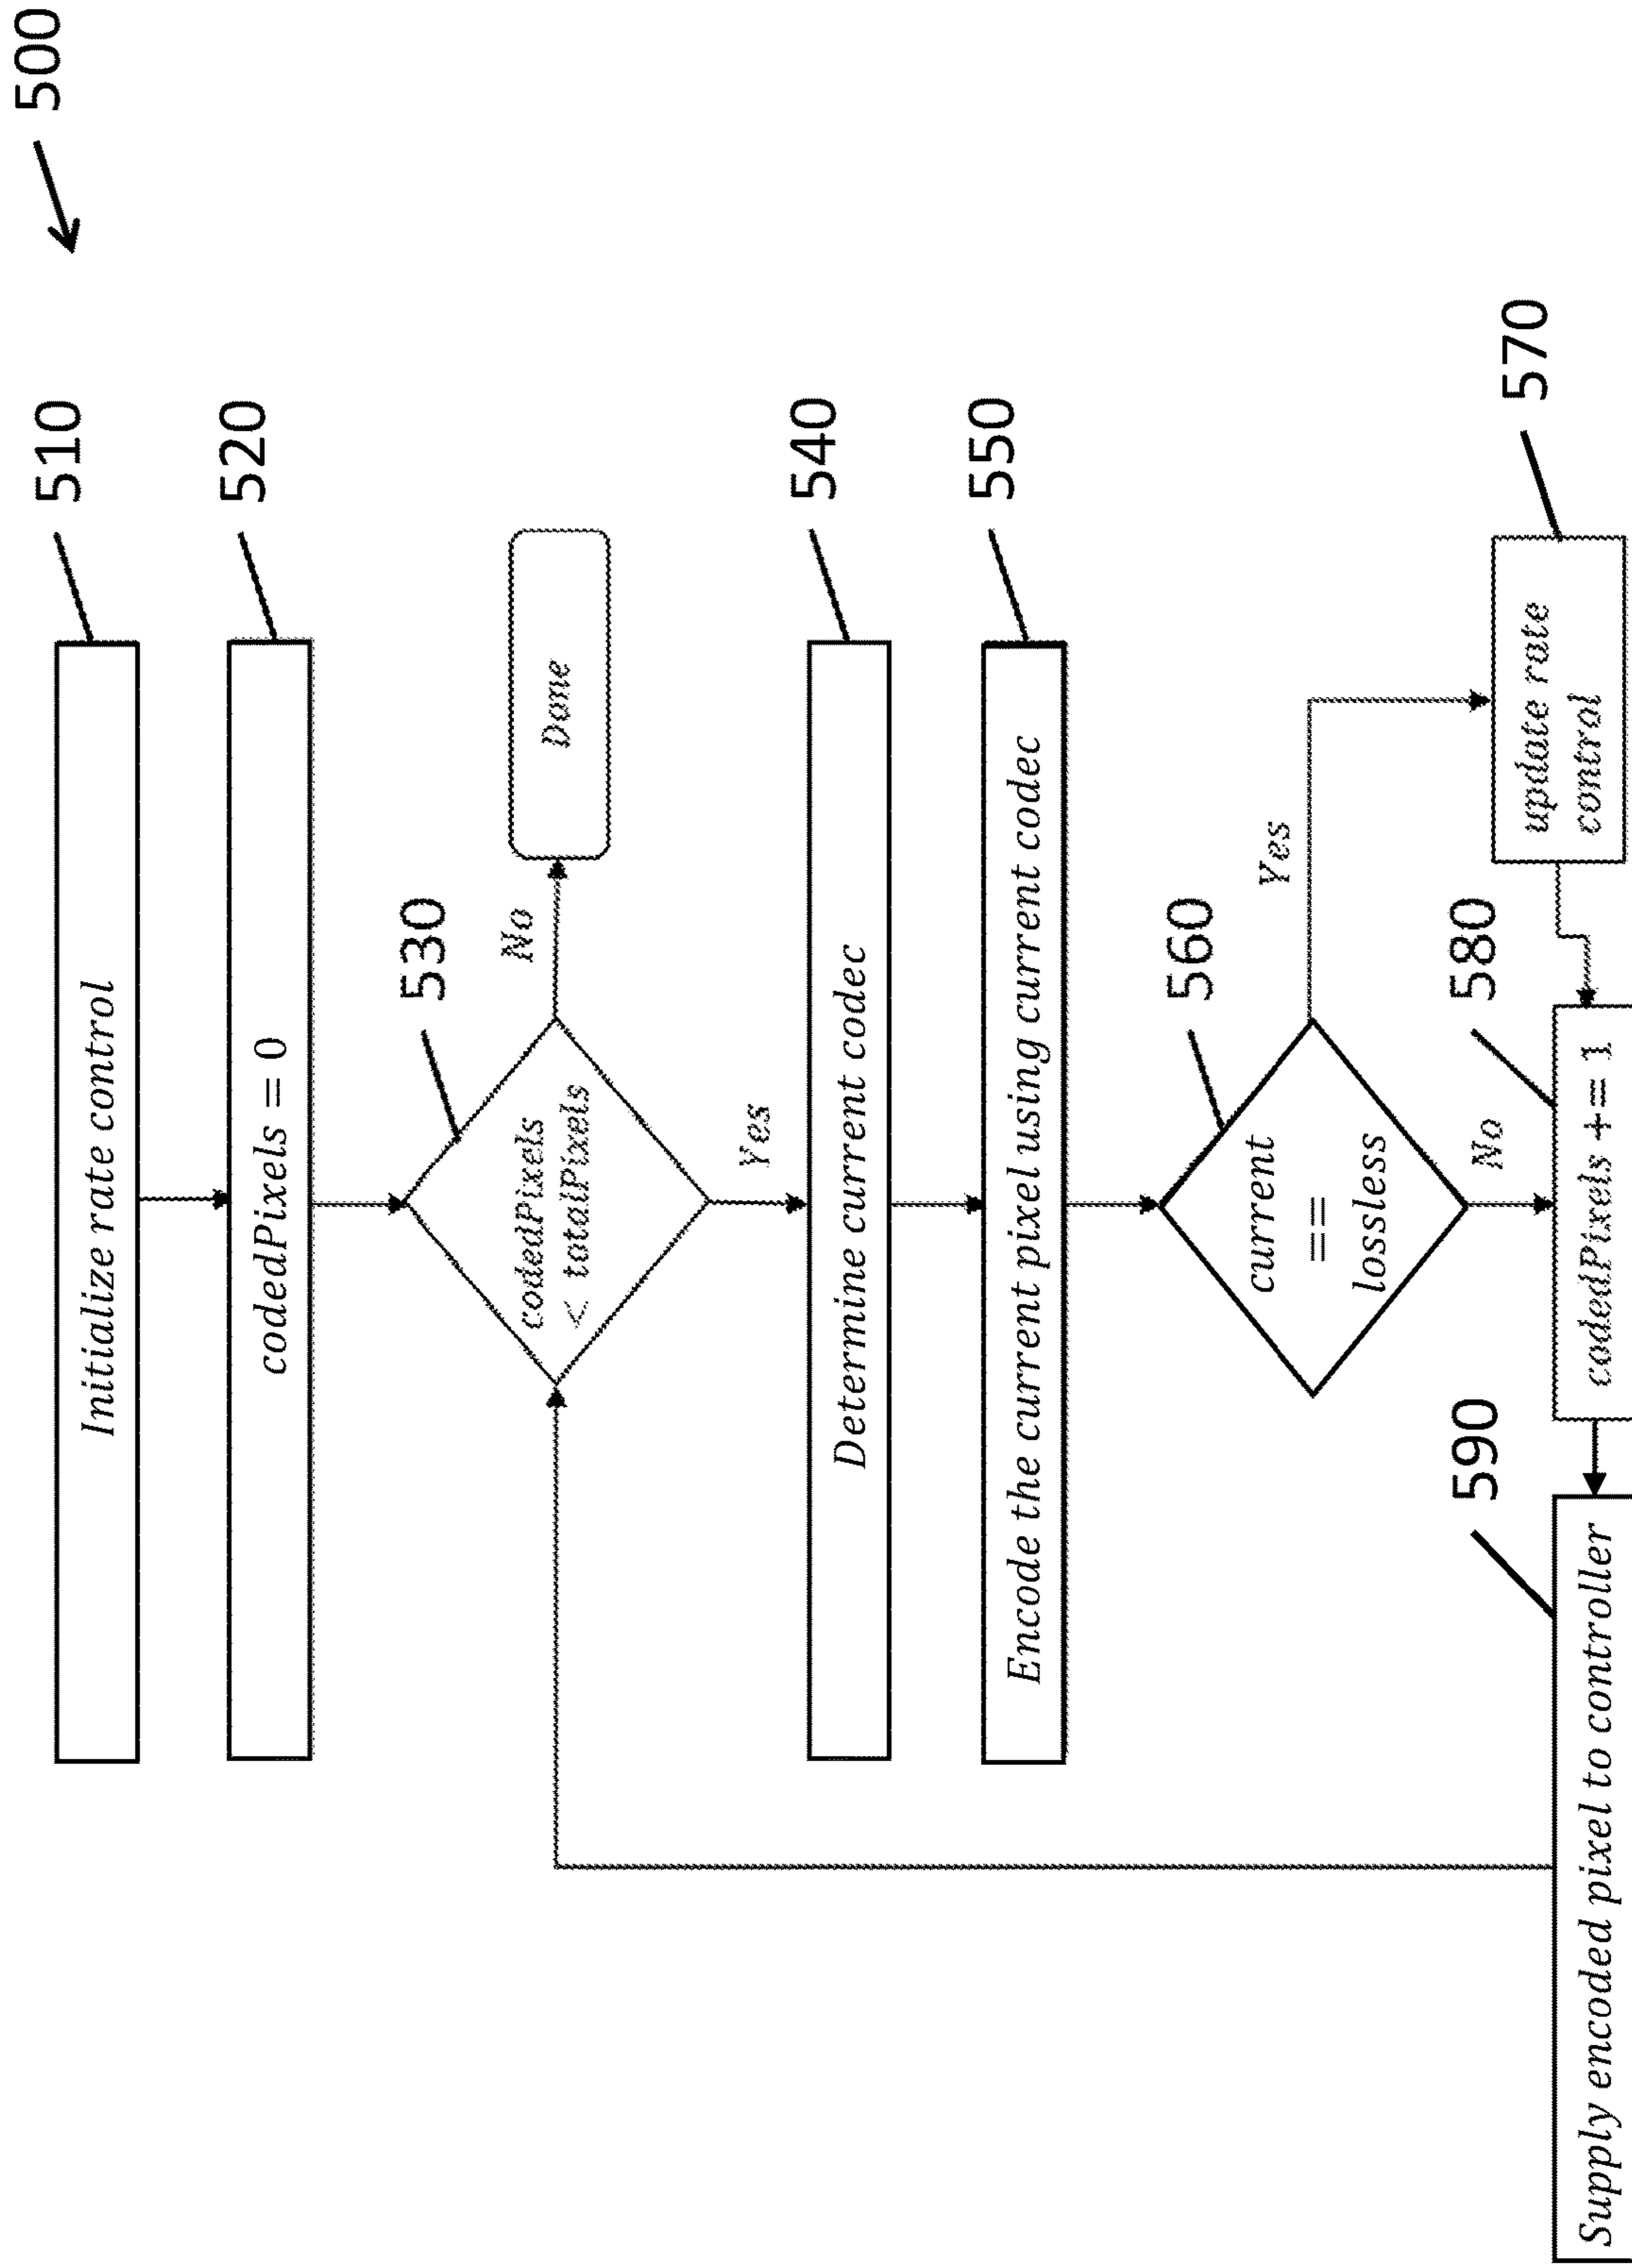 500
510
Initialize rate control
520
codedPixels = 0
530
codedPixels
< totalPixels
No
Done
Yes
540
Determine current codec
550
Encode the current pixel using current codec
560
current
==
lossless
Yes
570
update rate
control
No
580
codedPixels += 1
590
Supply encoded pixel to controller